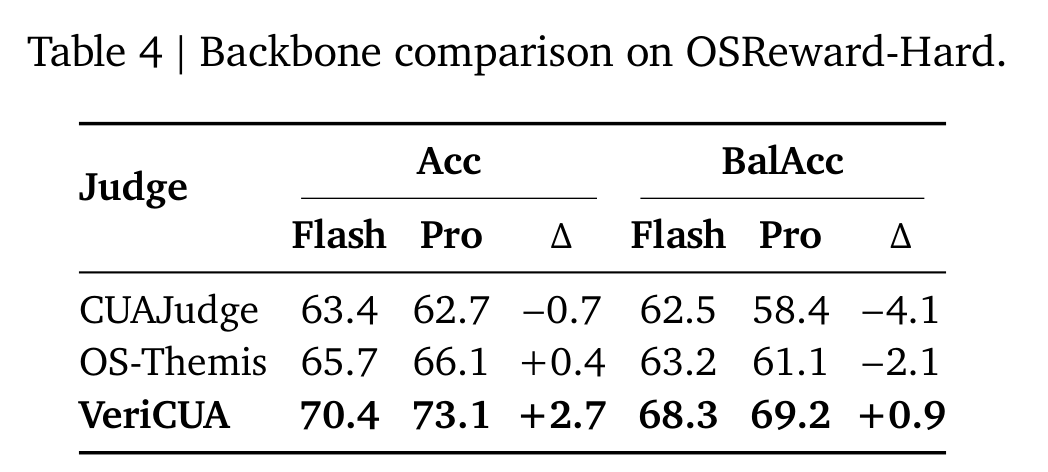 Table 4 | Backbone comparison on OSReward-Hard.
Judge Acc BalAcc
Flash Pro Δ Flash Pro Δ
CUAJudge 63.4 62.7 −0.7 62.5 58.4 −4.1
OS-Themis 65.7 66.1 +0.4 63.2 61.1 −2.1
VeriCUA 70.4 73.1 +2.7 68.3 69.2 +0.9